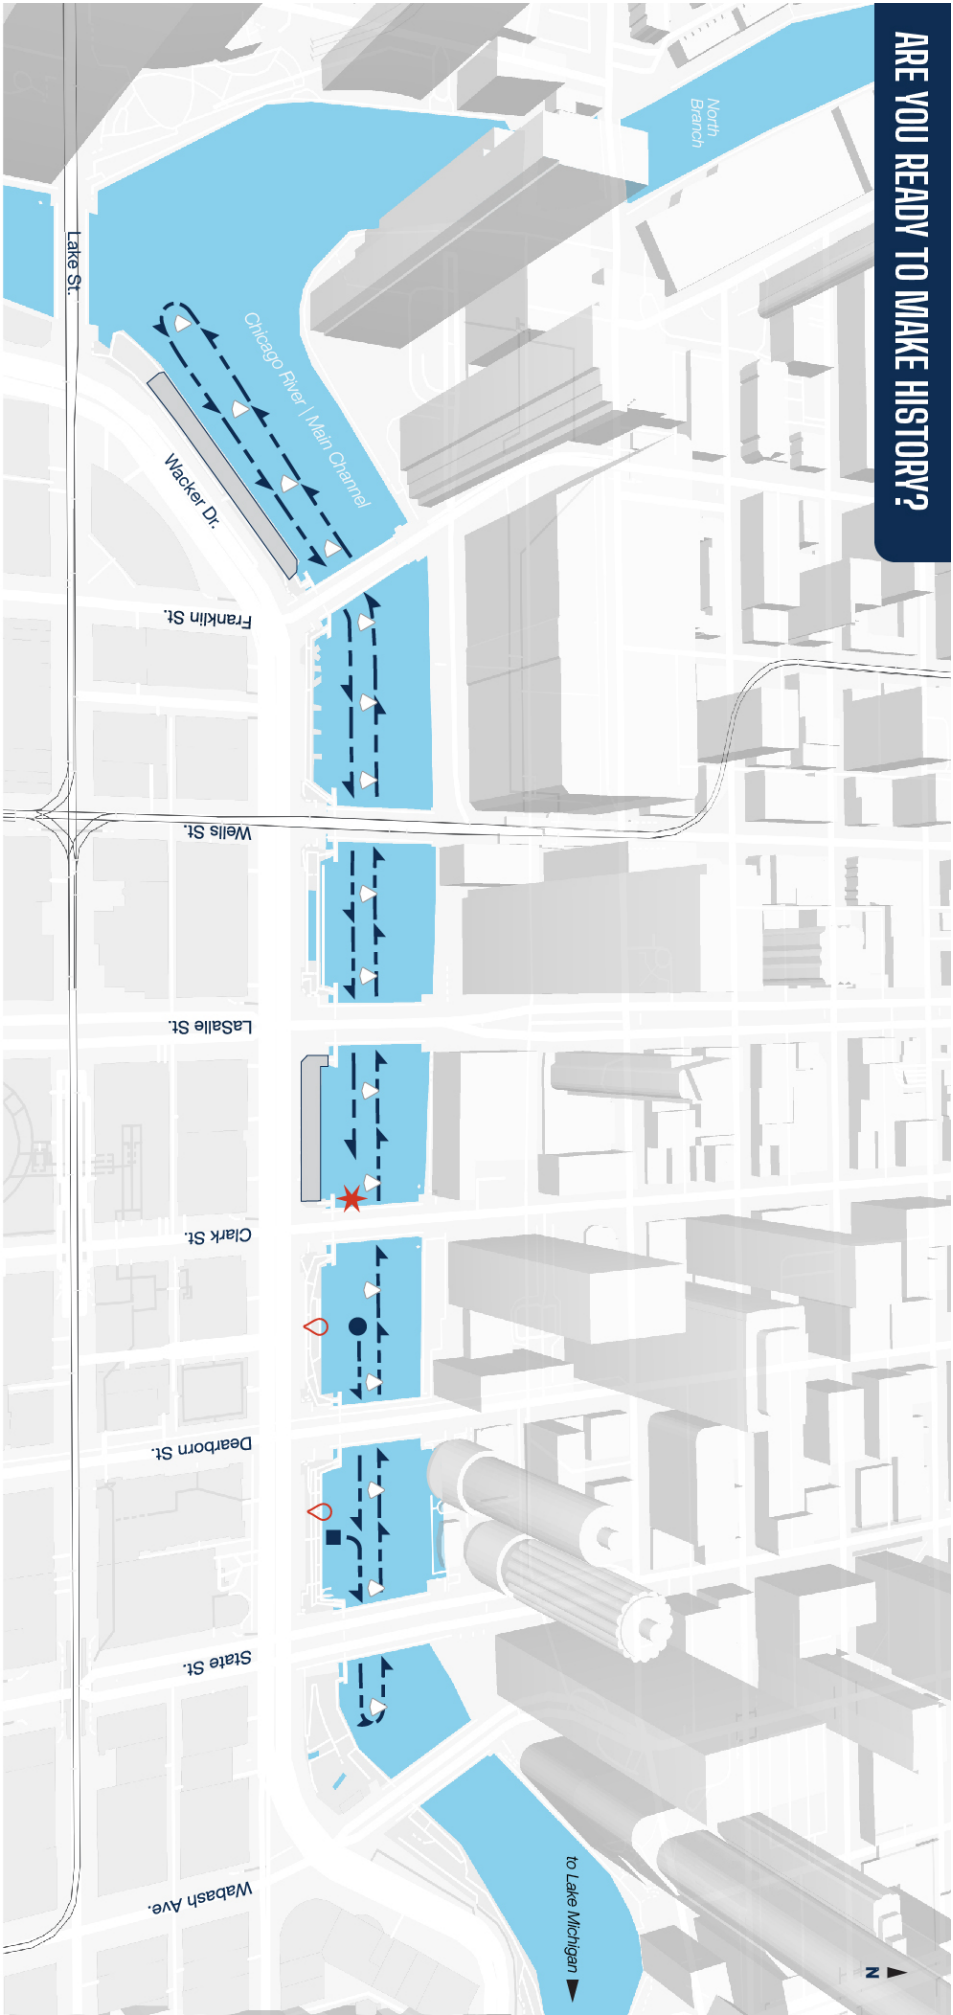 ARE YOU READY TO MAKE HISTORY?
North
Branch
Lake St.
Chicago River | Main Channel
Wacker Dr.
Franklin St.
Wells St.
LaSalle St.
Clark St.
Dearborn St.
State St.
Wabash Ave.
to Lake Michigan
N